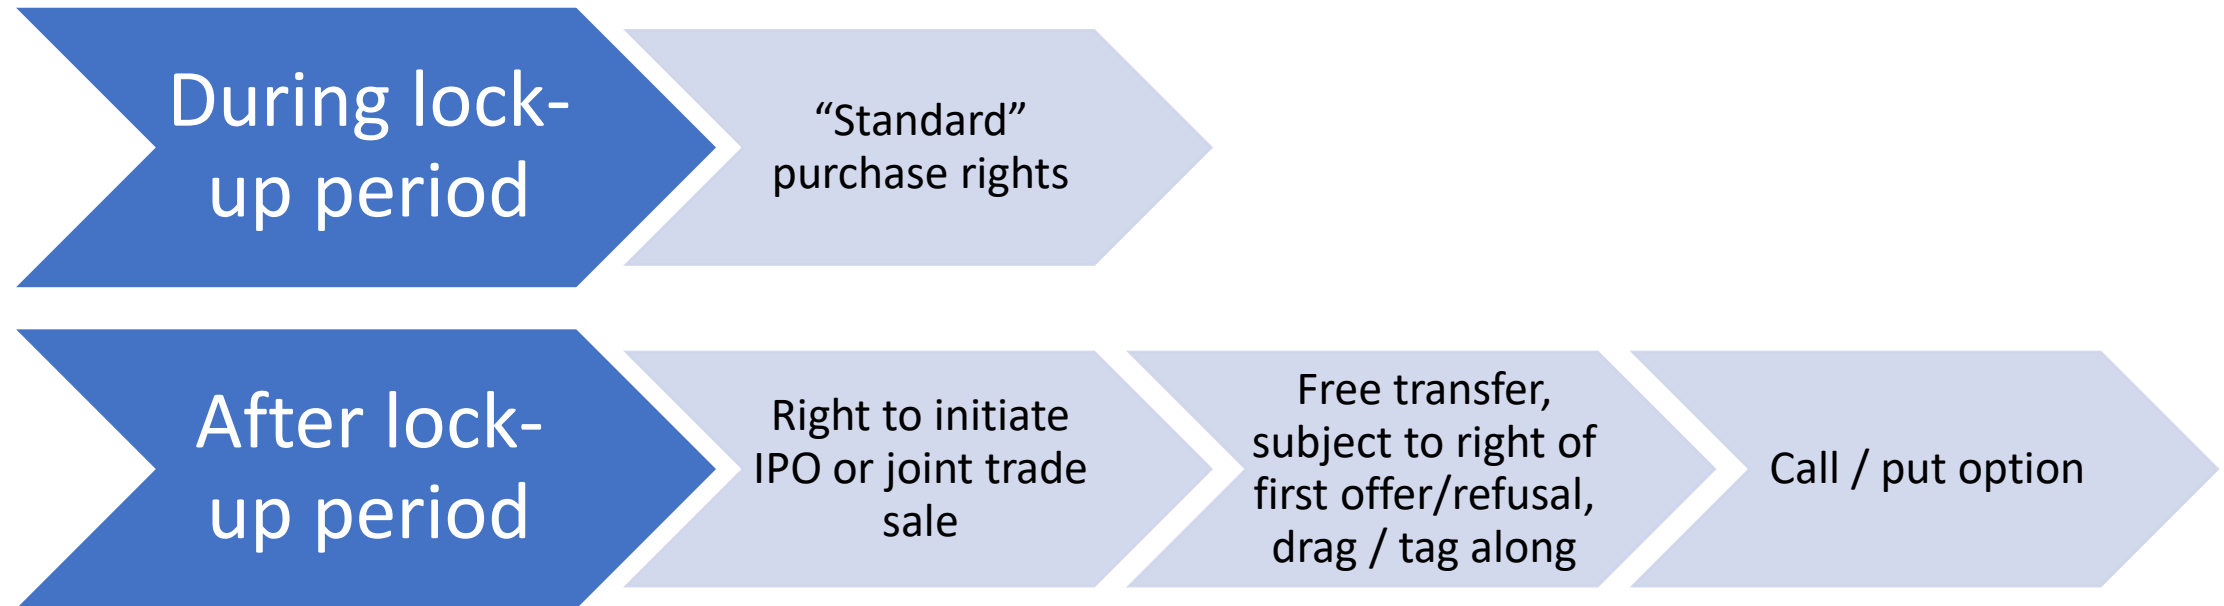 During lock-
up period
“Standard”
purchase rights
After lock-
up period
Right to initiate
IPO or joint trade
sale
Free transfer,
subject to right of
first offer/refusal,
drag / tag along
Call / put option